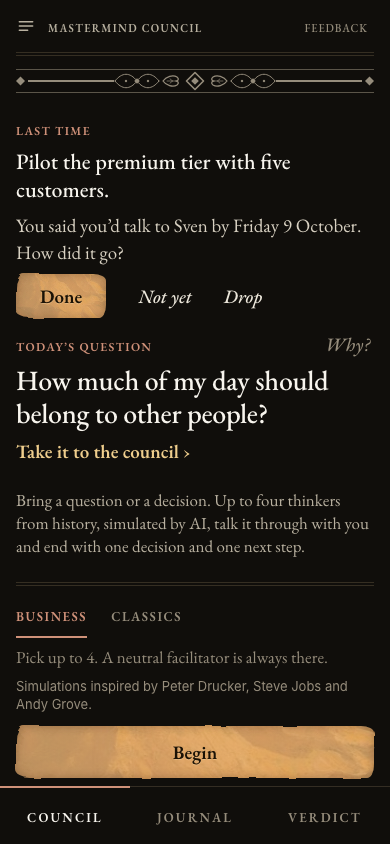 MASTERMIND COUNCIL
FEEDBACK
LAST TIME
Pilot the premium tier with five
customers.
You said you’d talk to Sven by Friday 9 October.
How did it go?
Done
Not yet
Drop
TODAY’S QUESTION
Why?
How much of my day should
belong to other people?
Take it to the council ›
Bring a question or a decision. Up to four thinkers
from history, simulated by AI, talk it through with you
and end with one decision and one next step.
BUSINESS
CLASSICS
Pick up to 4. A neutral facilitator is always there.
Simulations inspired by Peter Drucker, Steve Jobs and
Andy Grove.
Begin
COUNCIL
JOURNAL
VERDICT